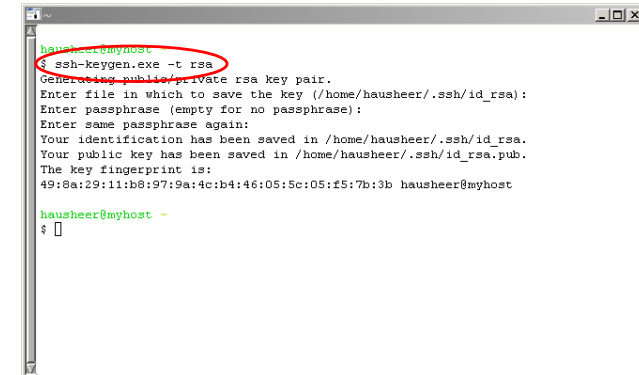 ~
hausheer@myhost ~
$ ssh-keygen.exe -t rsa
Generating public/private rsa key pair.
Enter file in which to save the key (/home/hausheer/.ssh/id_rsa):
Enter passphrase (empty for no passphrase):
Enter same passphrase again:
Your identification has been saved in /home/hausheer/.ssh/id_rsa.
Your public key has been saved in /home/hausheer/.ssh/id_rsa.pub.
The key fingerprint is:
49:8a:29:11:b8:97:9a:4c:b4:46:05:5c:05:f5:7b:3b hausheer@myhost
hausheer@myhost ~
$